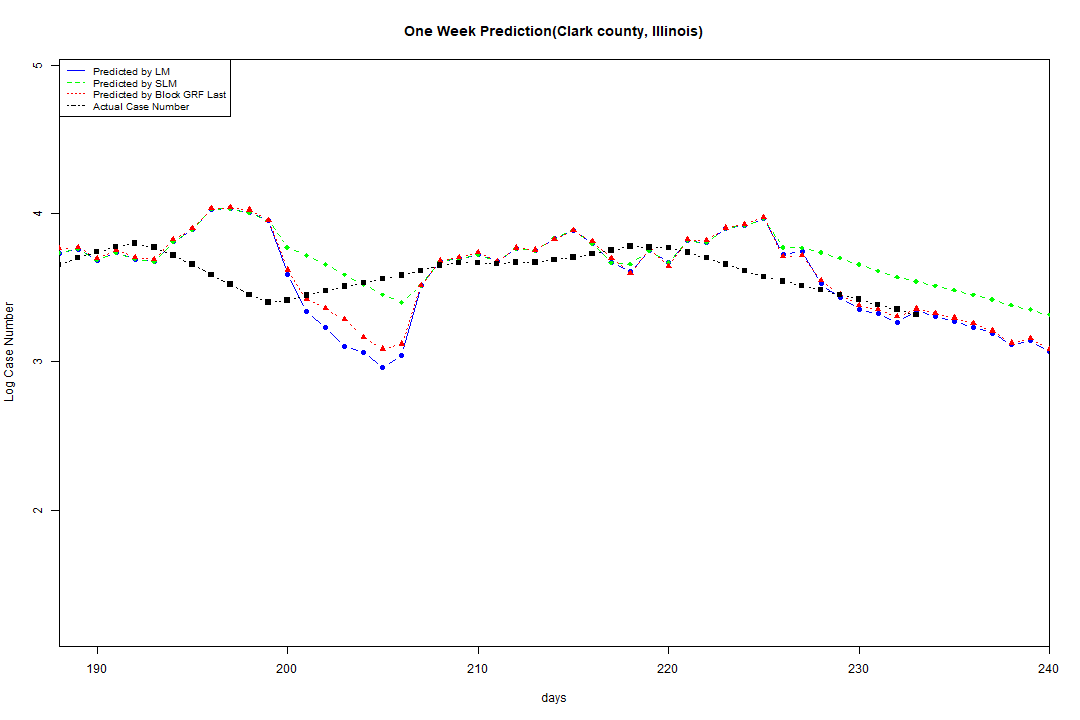 One Week Prediction(Clark county, Illinois)
Predicted by LM
Predicted by SLM
Predicted by Block GRF Last
Actual Case Number
5
4
3
2
Log Case Number
190 200 210 220 230 240
days